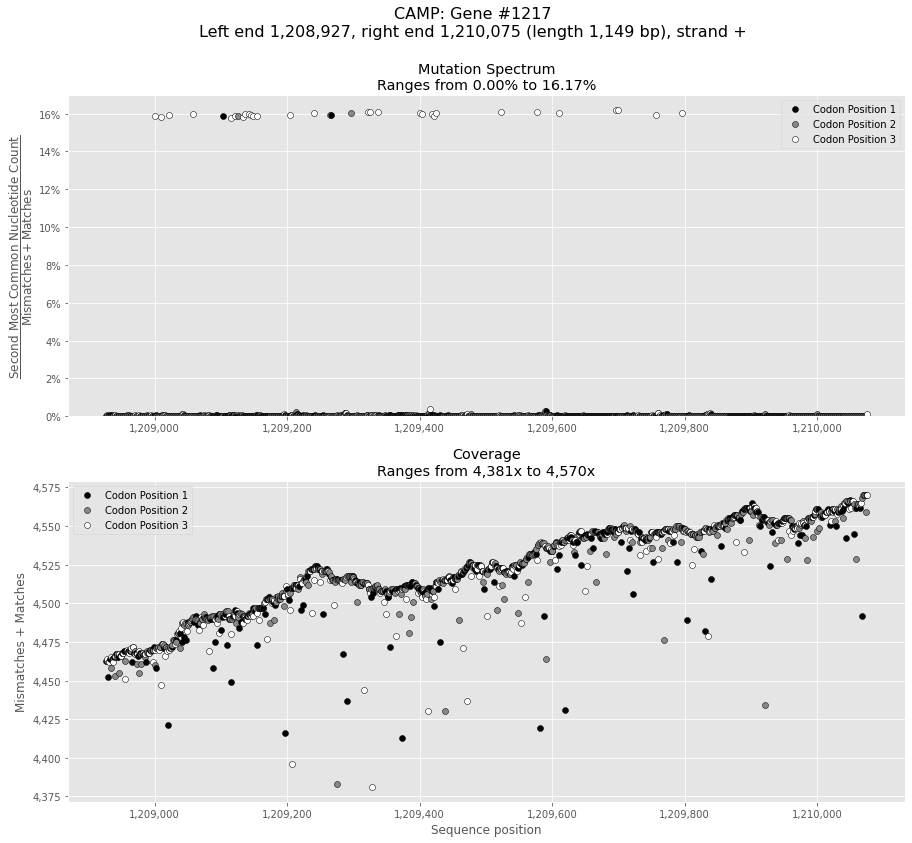 CAMP: Gene #1217
Left end 1,208,927, right end 1,210,075 (length 1,149 bp), strand +
Mutation Spectrum
Ranges from 0.00% to 16.17%
Second Most Common Nucleotide Count
Mismatches + Matches
16%
14%
12%
10%
8%
6%
4%
2%
0%
Codon Position 1
Codon Position 2
Codon Position 3
1,209,000
1,209,200
1,209,400
1,209,600
1,209,800
1,210,000
Coverage
Ranges from 4,381x to 4,570x
Mismatches + Matches
4,575
4,550
4,525
4,500
4,475
4,450
4,425
4,400
4,375
Codon Position 1
Codon Position 2
Codon Position 3
1,209,000
1,209,200
1,209,400
1,209,600
1,209,800
1,210,000
Sequence position